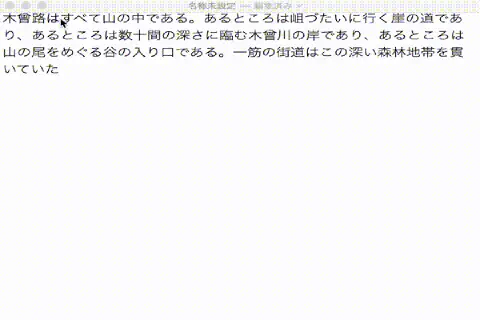 名称未設定 — 編集済み
木曾路はすべて山の中である。あるところは岨づたいに行く崖の道であ
り、あるところは数十間の深さに臨む木曾川の岸であり、あるところは
山の尾をめぐる谷の入り口である。一筋の街道はこの深い森林地帯を貫
いていた